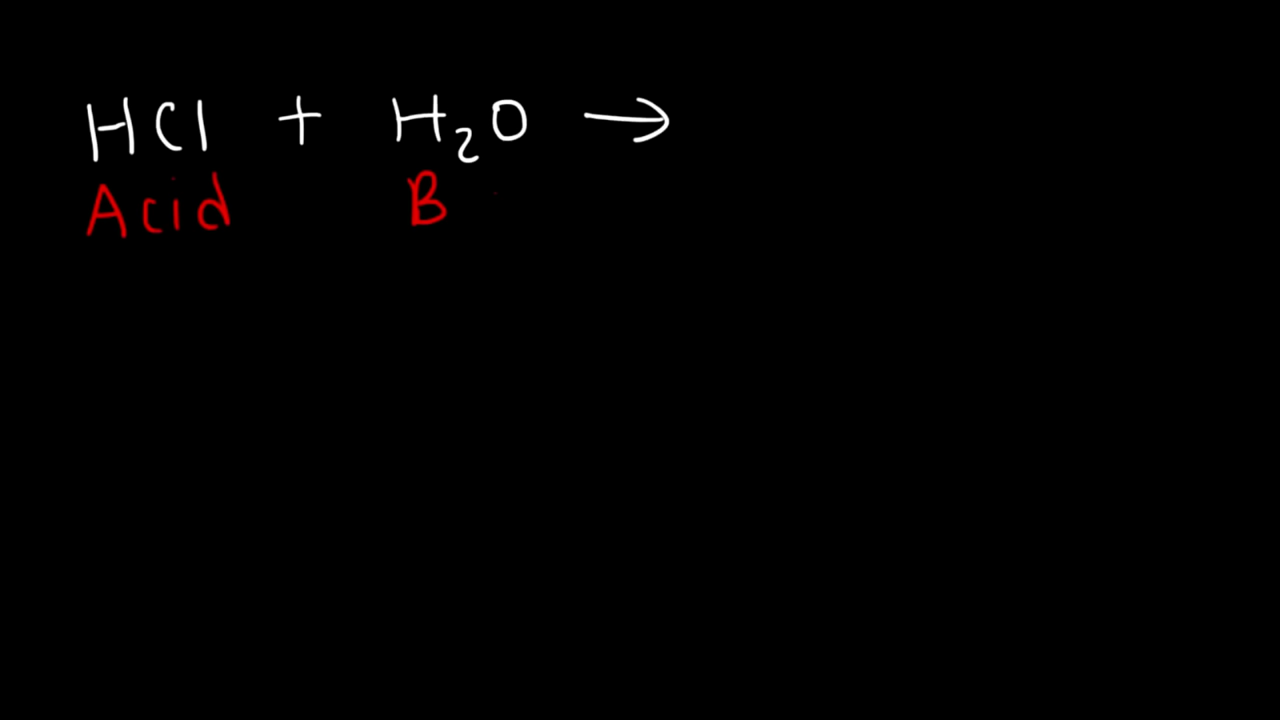 HCl + H₂O →
Acid B